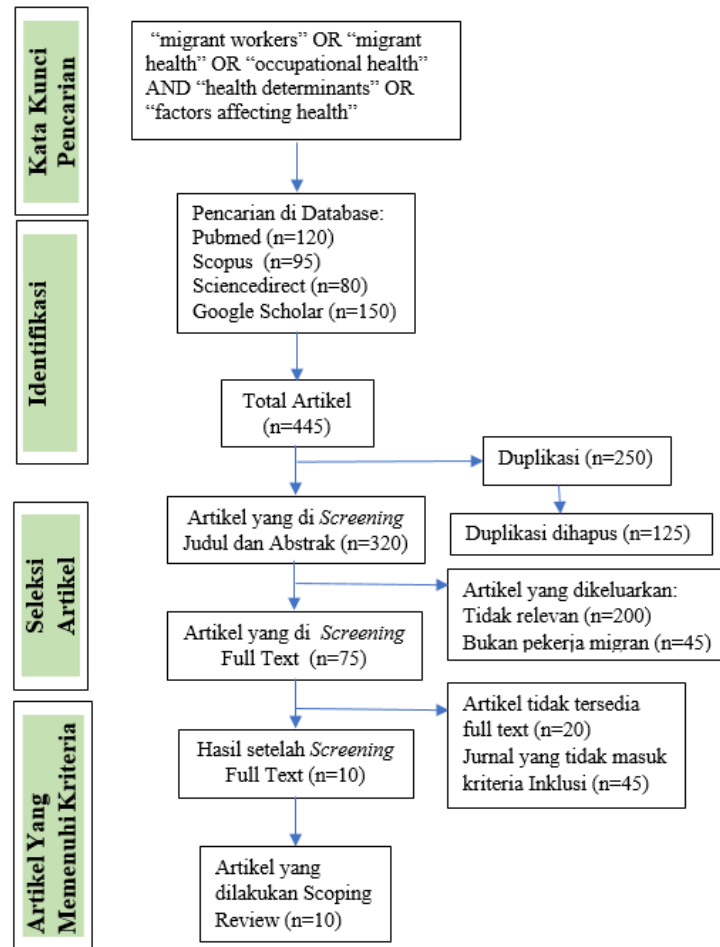 Kata Kunci
Pencarian
“migrant workers” OR “migrant
health” OR “occupational health”
AND “health determinants” OR
“factors affecting health”
Identifikasi
Pencarian di Database:
Pubmed (n=120)
Scopus (n=95)
Sciencedirect (n=80)
Google Scholar (n=150)
Total Artikel
(n=445)
Duplikasi (n=250)
Duplikasi dihapus (n=125)
Seleksi
Artikel
Artikel yang di Screening
Judul dan Abstrak (n=320)
Artikel yang dikeluarkan:
Tidak relevan (n=200)
Bukan pekerja migran (n=45)
Artikel yang di Screening
Full Text (n=75)
Artikel tidak tersedia
full text (n=20)
Jurnal yang tidak masuk
kriteria Inklusi (n=45)
Artikel Yang
Memenuhi Kriteria
Hasil setelah Screening
Full Text (n=10)
Artikel yang
dilakukan Scoping
Review (n=10)